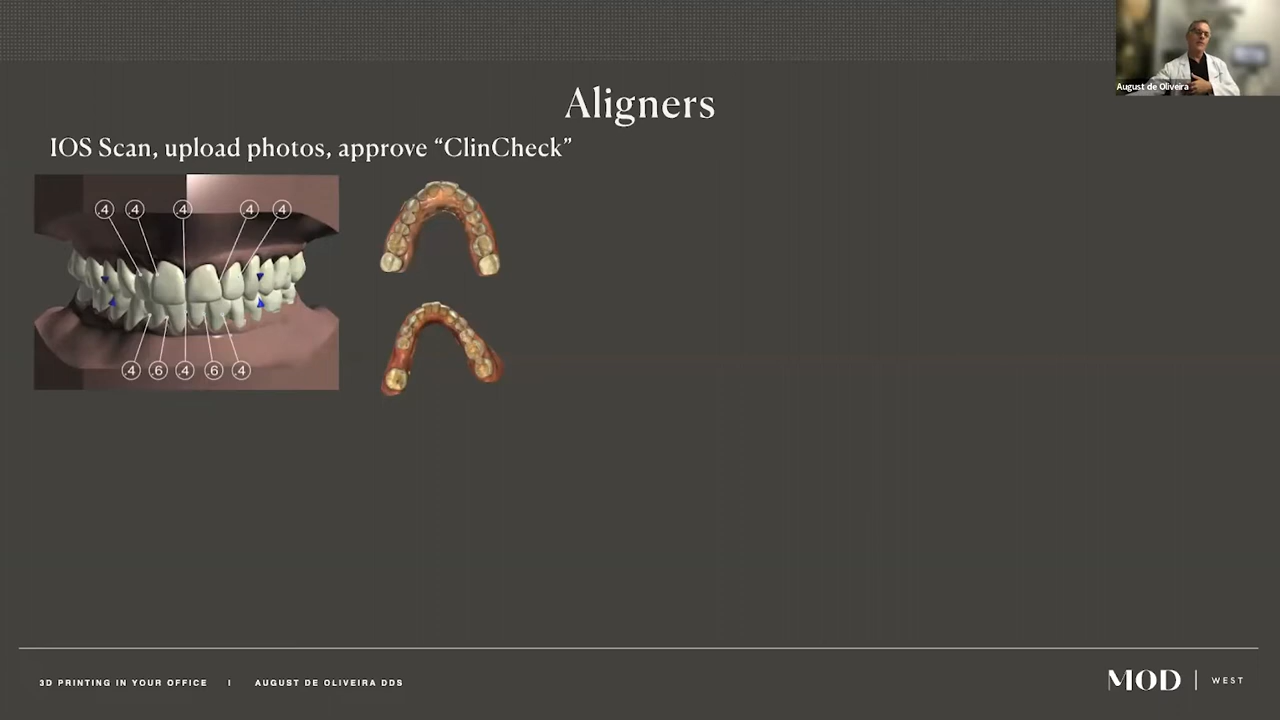 August de Oliveira
Aligners
IOS Scan, upload photos, approve “ClinCheck”
.4 .4 .4 .4 .4
.4 .6 .4 .6 .4
3D PRINTING IN YOUR OFFICE | AUGUST DE OLIVEIRA DDS
MOD | WEST